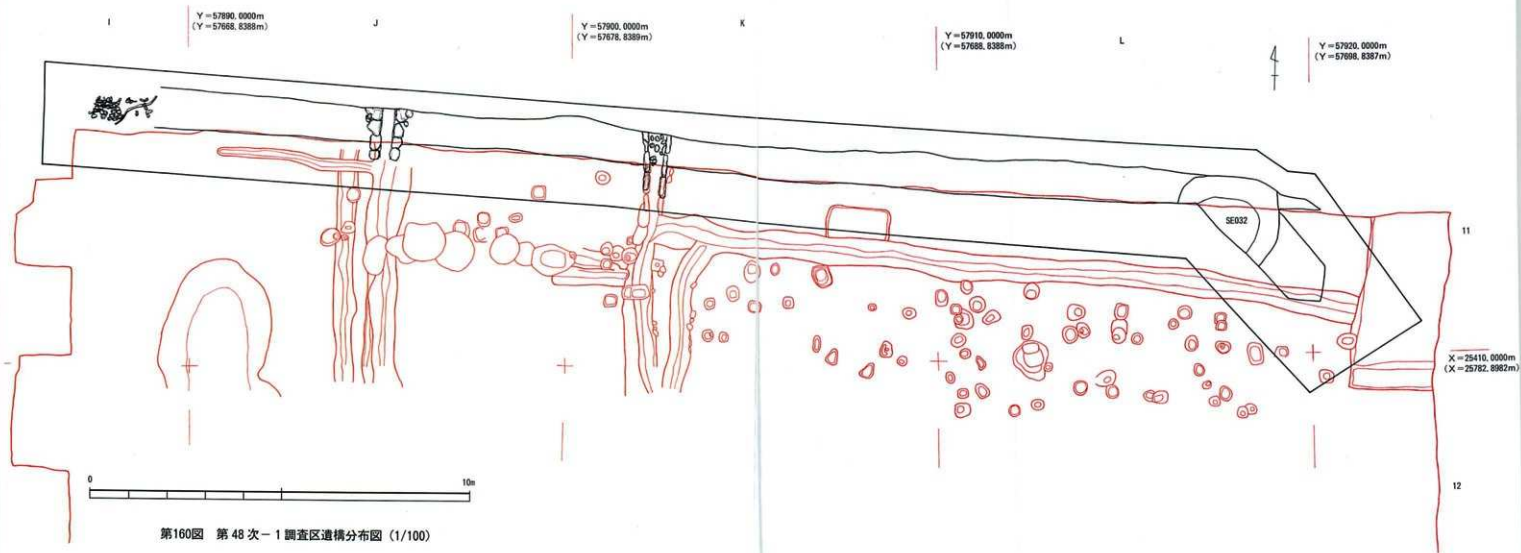 I
Y=57890.0000m
(Y=57668.8388m)
J
Y=57900.0000m
(Y=57678.8389m)
K
Y=57910.0000m
(Y=57688.8388m)
L
Y=57920.0000m
(Y=57698.8387m)
SE032
11
X=25410.0000m
(X=25782.8982m)
0
10m
12
第160図 第48次-1調査区遺構分布図 (1/100)